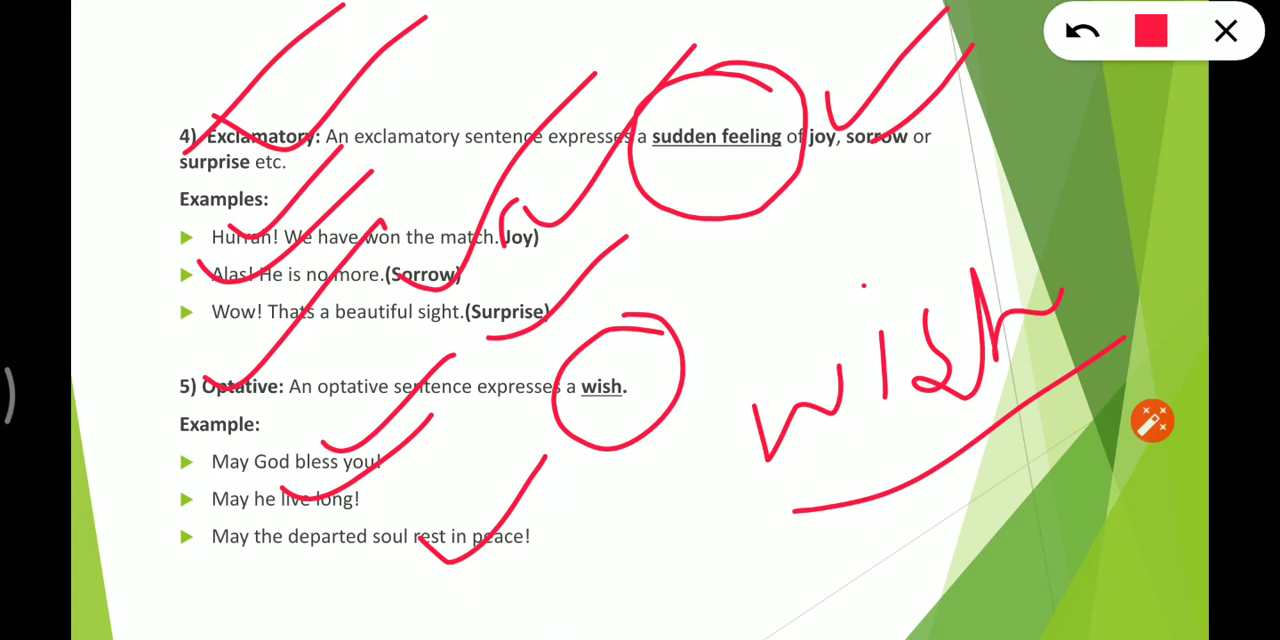 4) Exclamatory: An exclamatory sentence expresses a sudden feeling of joy, sorrow or
surprise etc.
Examples:
Hurrah! We have won the match.(Joy)
Alas! He is no more.(Sorrow)
Wow! Thats a beautiful sight.(Surprise)
wish
5) Optative: An optative sentence expresses a wish.
Example:
May God bless you!
May he live long!
May the departed soul rest in peace!